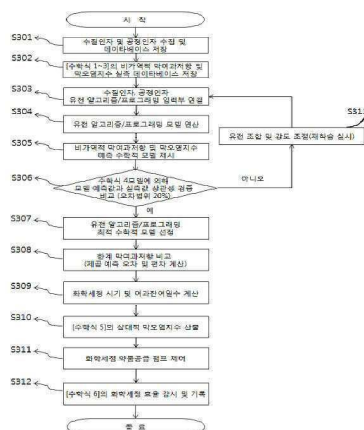 시 작
S301
수질인자 및 공정인자 수집 및
데이타베이스 저장
S302
[수학식 1~3]의 비가역적 막여과저항 및
막오염지수 실측 데이타베이스 저장
S303
수질인자, 공정인자
유전 알고리즘/프로그래밍 입력부 연결
S304
유전 알고리즘/프로그래밍 모델 연산
S305
비가역적 막여과저항 및 막오염지수
예측 수학적 모델 제시
S306
수학식 4모델에 의해
모델 예측값과 실측값 상관성 검증
비교 (오차범위 20%)
아니오
유전 조합 및 강도 조정(재학습 실시)
예
S307
유전 알고리즘/프로그래밍
최적 수학적 모델 선정
S308
한계 막여과저항 비교
(제곱 예측 오차 및 편차 계산)
S309
화학세정 시기 및 여과잔여일수 계산
S310
[수학식 5]의 상대적 막오염지수 산출
S311
화학세정 약품공급 펌프 제어
S312
[수학식 6]의 화학세정 효율 감시 및 기록
종 료